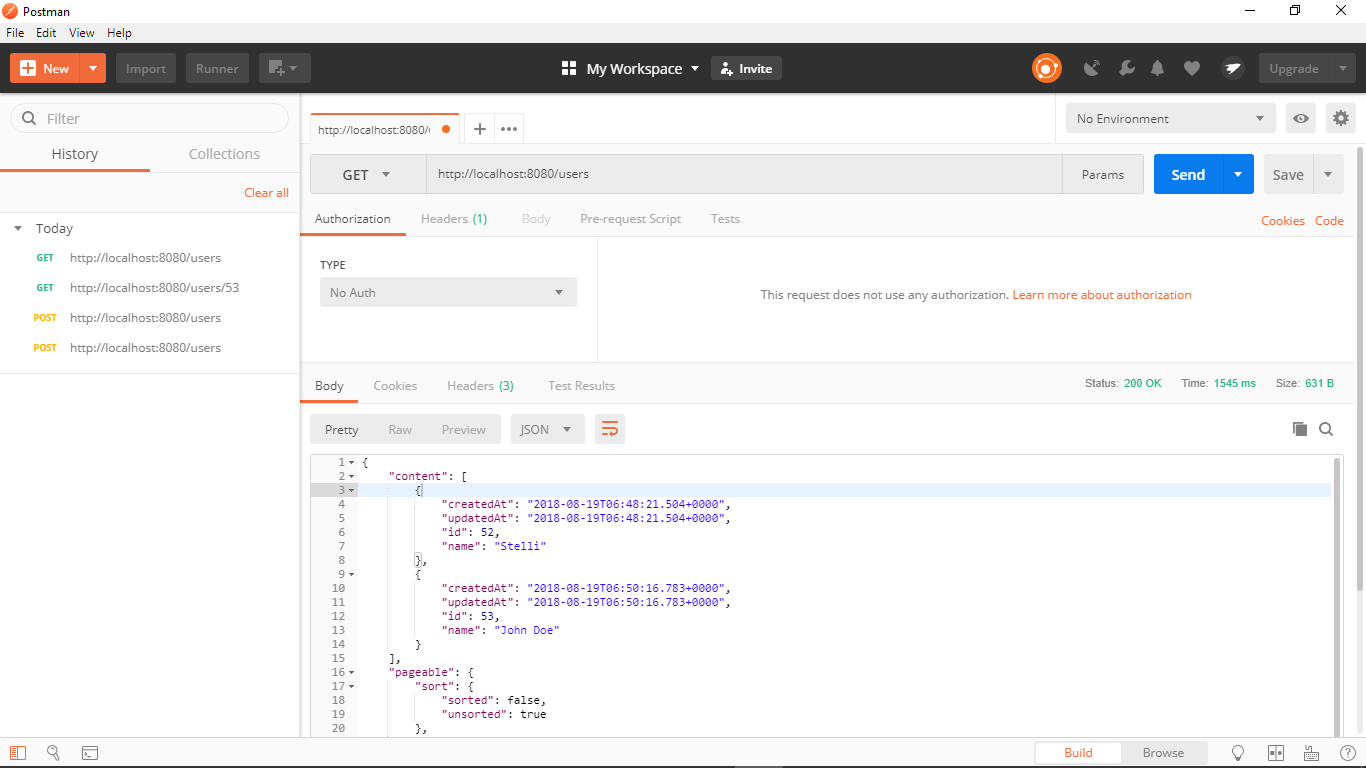 Postman
File Edit View Help
New Import Runner My Workspace Invite Upgrade
Filter
History Collections
Clear all
Today
GET http://localhost:8080/users
GET http://localhost:8080/users/53
POST http://localhost:8080/users
POST http://localhost:8080/users
http://localhost:8080/ + ••• No Environment
GET http://localhost:8080/users Params Send Save
Authorization Headers (1) Body Pre-request Script Tests Cookies Code
TYPE
No Auth
This request does not use any authorization. Learn more about authorization
Body Cookies Headers (3) Test Results Status: 200 OK Time: 1545 ms Size: 631 B
Pretty Raw Preview JSON
1 {
2 "content": [
3 {
4 "createdAt": "2018-08-19T06:48:21.504+0000",
5 "updatedAt": "2018-08-19T06:48:21.504+0000",
6 "id": 52,
7 "name": "Stelli"
8 },
9 {
10 "createdAt": "2018-08-19T06:50:16.783+0000",
11 "updatedAt": "2018-08-19T06:50:16.783+0000",
12 "id": 53,
13 "name": "John Doe"
14 }
15 ],
16 "pageable": {
17 "sort": {
18 "sorted": false,
19 "unsorted": true
20 },
Build Browse